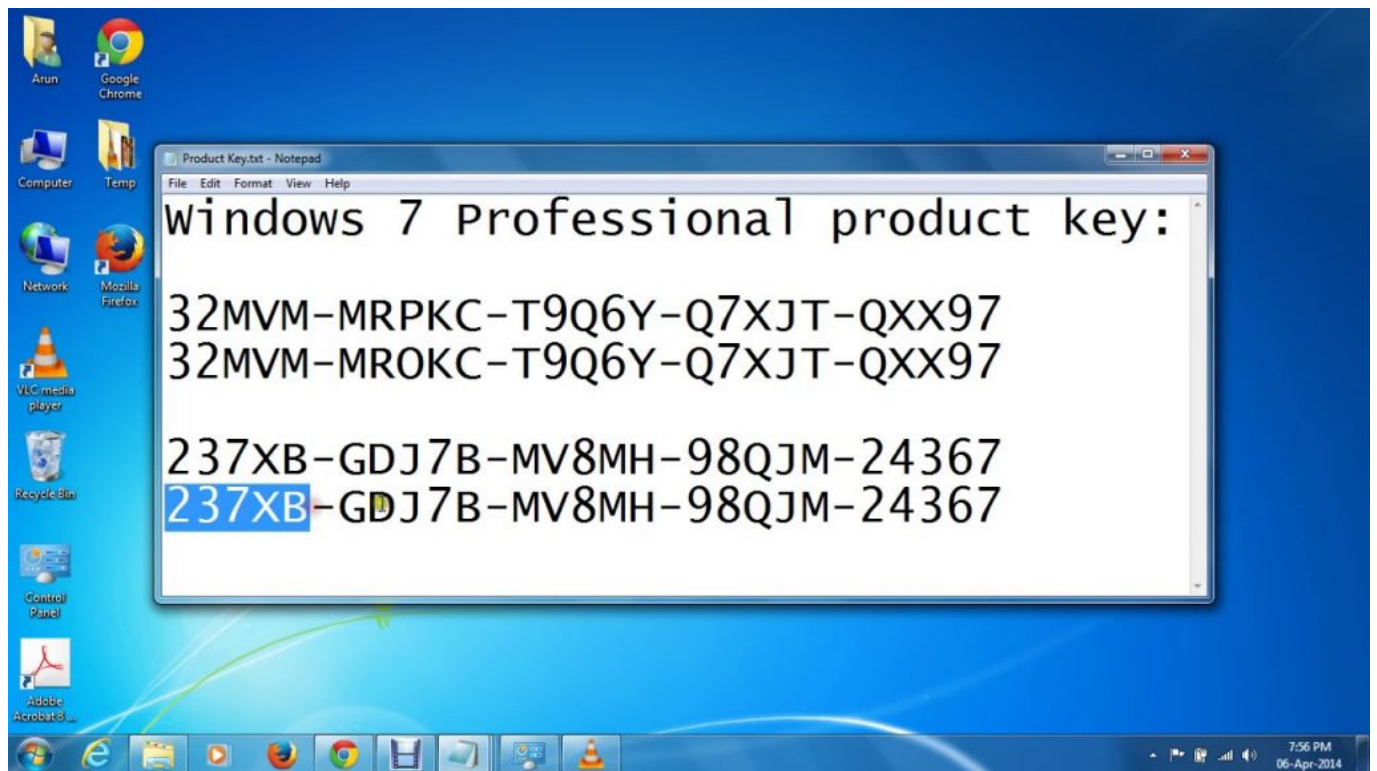 Arun
Google
Chrome
Computer
Temp
Network
Mozilla
Firefox
VLC media
player
Recycle Bin
Control
Panel
Adobe
Acrobat 8 ...
Product Key.txt - Notepad
File Edit Format View Help
Windows 7 Professional product key:
32MVM-MRPKC-T9Q6Y-Q7XJT-QXX97
32MVM-MROKC-T9Q6Y-Q7XJT-QXX97
237XB-GDJ7B-MV8MH-98QJM-24367
237XB-GDJ7B-MV8MH-98QJM-24367
7:56 PM
06-Apr-2014